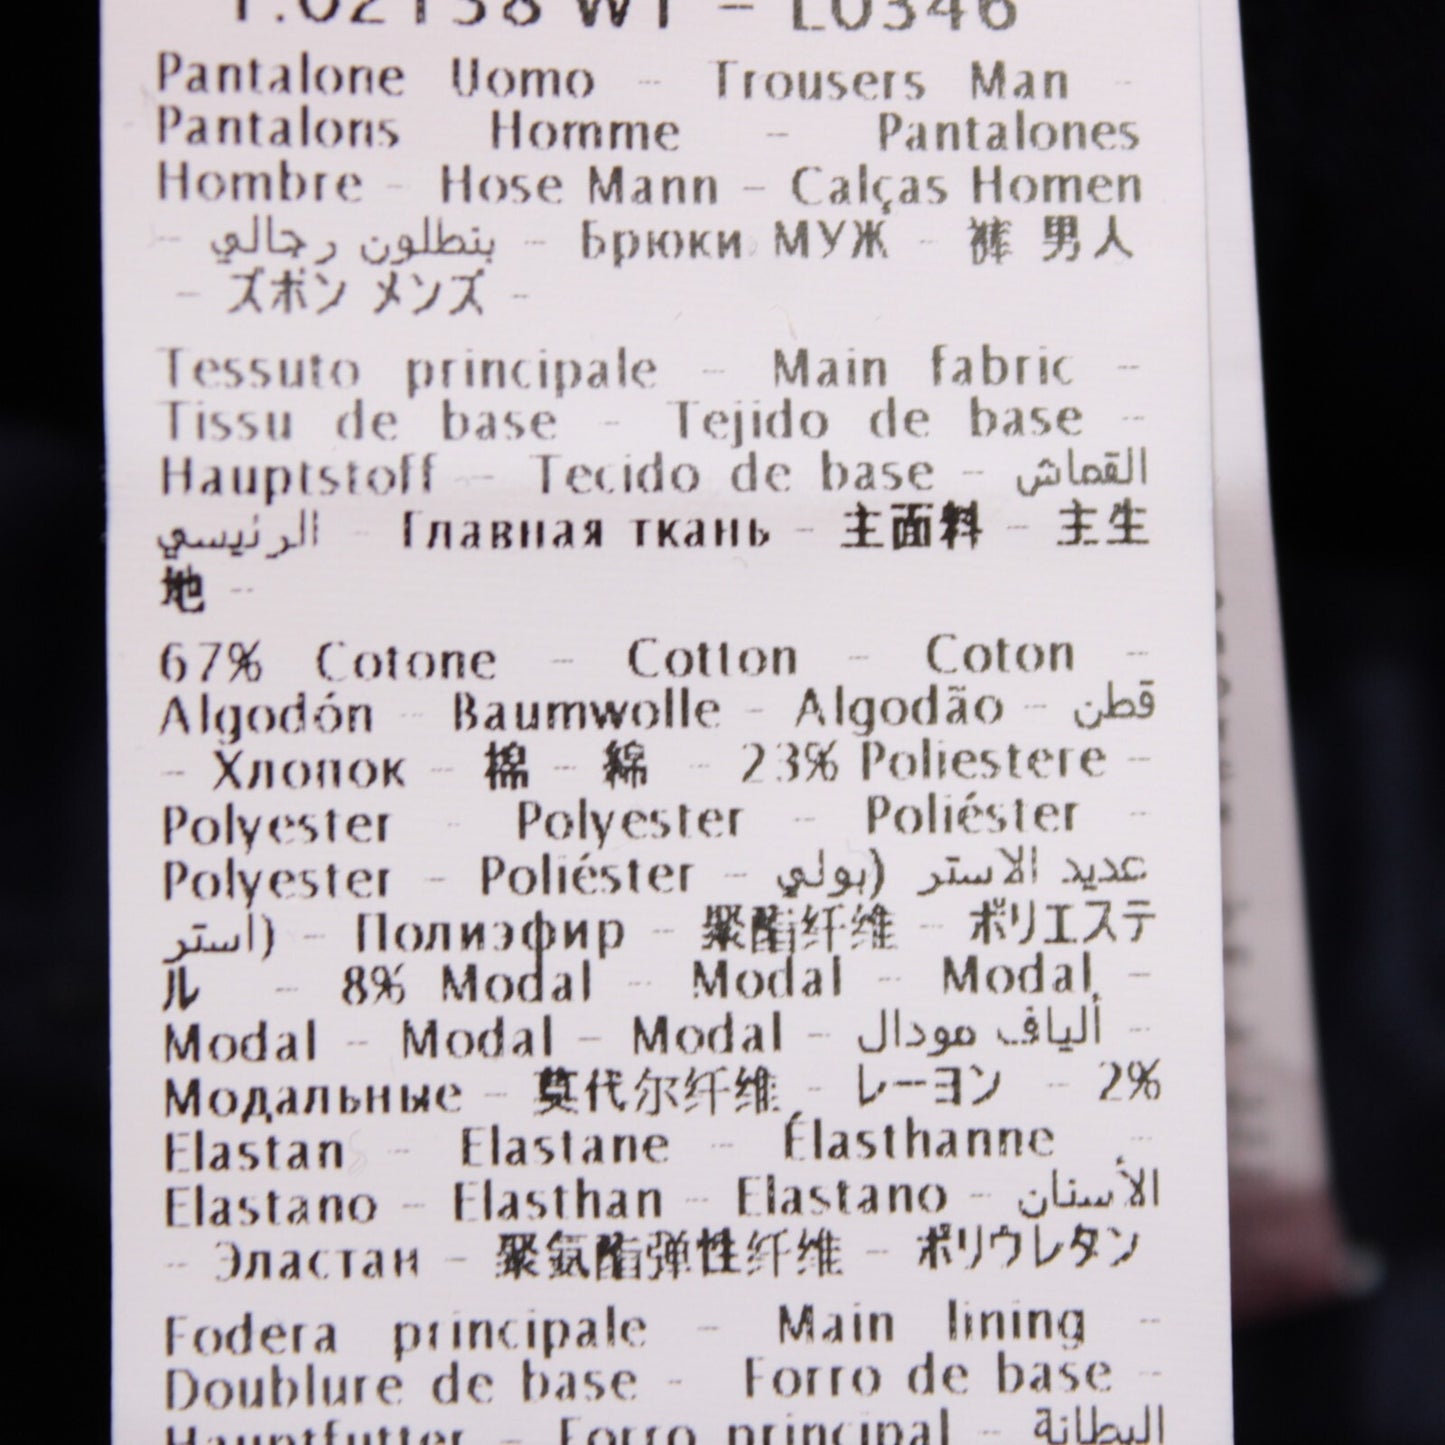 Pantalone Uomo - Trousers Man -
Pantalons Homme - Pantalones
Hombre - Hose Mann - Calças Homen
- بنطلون رجالي - Брюки МУЖ - 裤 男人
- ズボン メンズ -
Tessuto principale - Main fabric -
Tissu de base - Tejido de base -
Hauptstoff - Tecido de base - القماش
الرئيسي - Главная ткань - 主面料 - 主生
地 -
67% Cotone - Cotton - Coton -
Algodón - Baumwolle - Algodão - قطن
- Хлопок - 棉 - 綿 - 23% Poliestere -
Polyester - Polyester - Poliéster -
Polyester - Poliéster - عديد الاستر (بولي
استر) - Полиэфир - 聚酯纤维 - ポリエステ
ル - 8% Modal - Modal - Modal -
Modal - Modal - Modal - ألياف مودال -
Модальные - 莫代尔纤维 - レーヨン - 2%
Elastan - Elastane - Élasthanne -
Elastano - Elasthan - Elastano - الأستان
- Эластан - 聚氨酯弹性纤维 - ポリウレタン
Fodera principale - Main lining -
Doublure de base - Forro de base -
Hauptfutter - Forro principal - البطانة